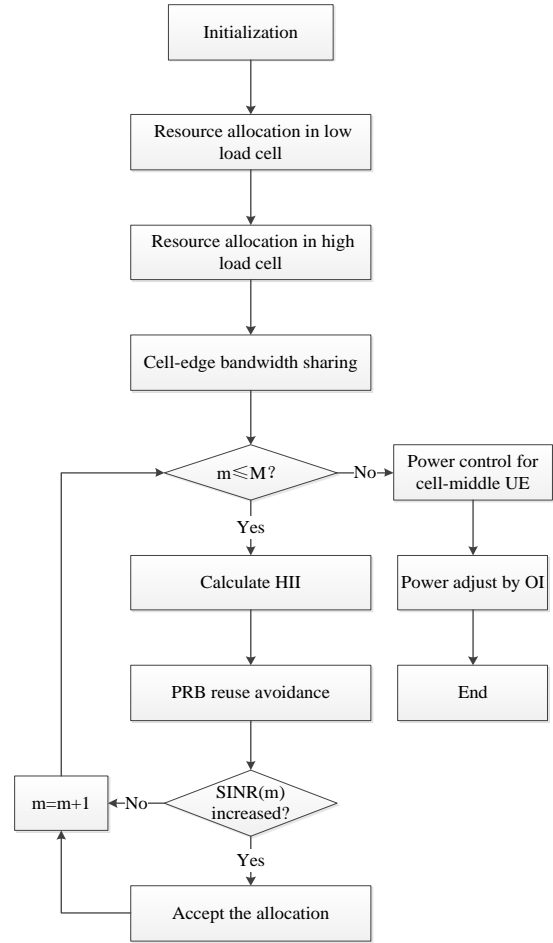 Initialization
Resource allocation in low
load cell
Resource allocation in high
load cell
Cell-edge bandwidth sharing
m≤M?
No
Power control for
cell-middle UE
Yes
Calculate HII
Power adjust by OI
PRB reuse avoidance
End
SINR(m)
increased?
No
m=m+1
Yes
Accept the allocation